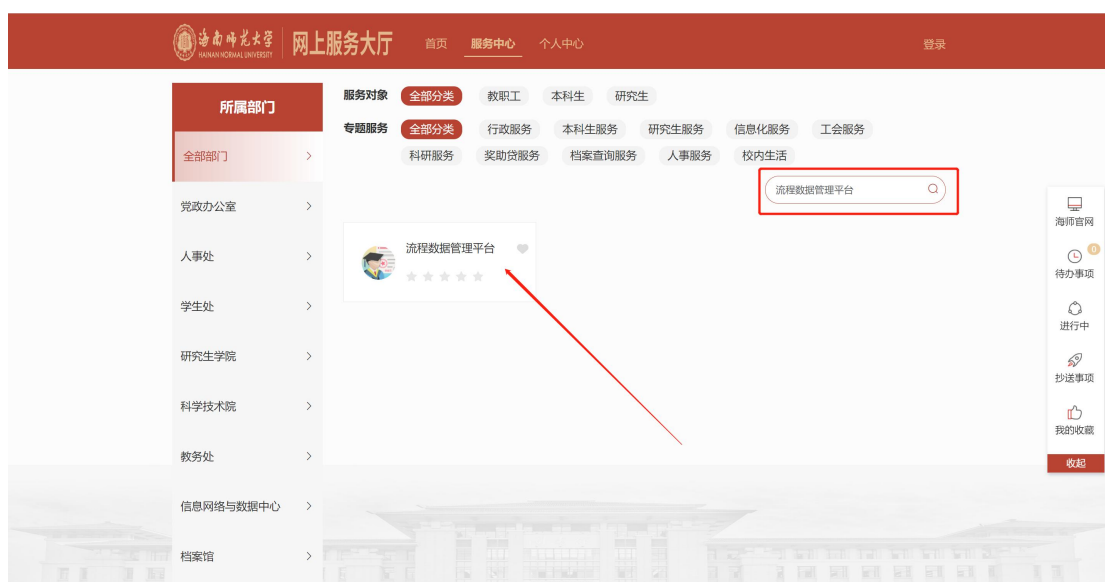 海南师范大学
HAINAN NORMAL UNIVERSITY
网上服务大厅
首页 服务中心 个人中心
登录
所属部门
全部部门
党政办公室
人事处
学生处
研究生学院
科学技术院
教务处
信息网络与数据中心
档案馆
服务对象 全部分类 教职工 本科生 研究生
专题服务 全部分类 行政服务 本科生服务 研究生服务 信息化服务 工会服务
科研服务 奖助贷服务 档案查询服务 人事服务 校内生活
流程数据管理平台
流程数据管理平台
海师官网
0
待办事项
进行中
抄送事项
我的收藏
收起